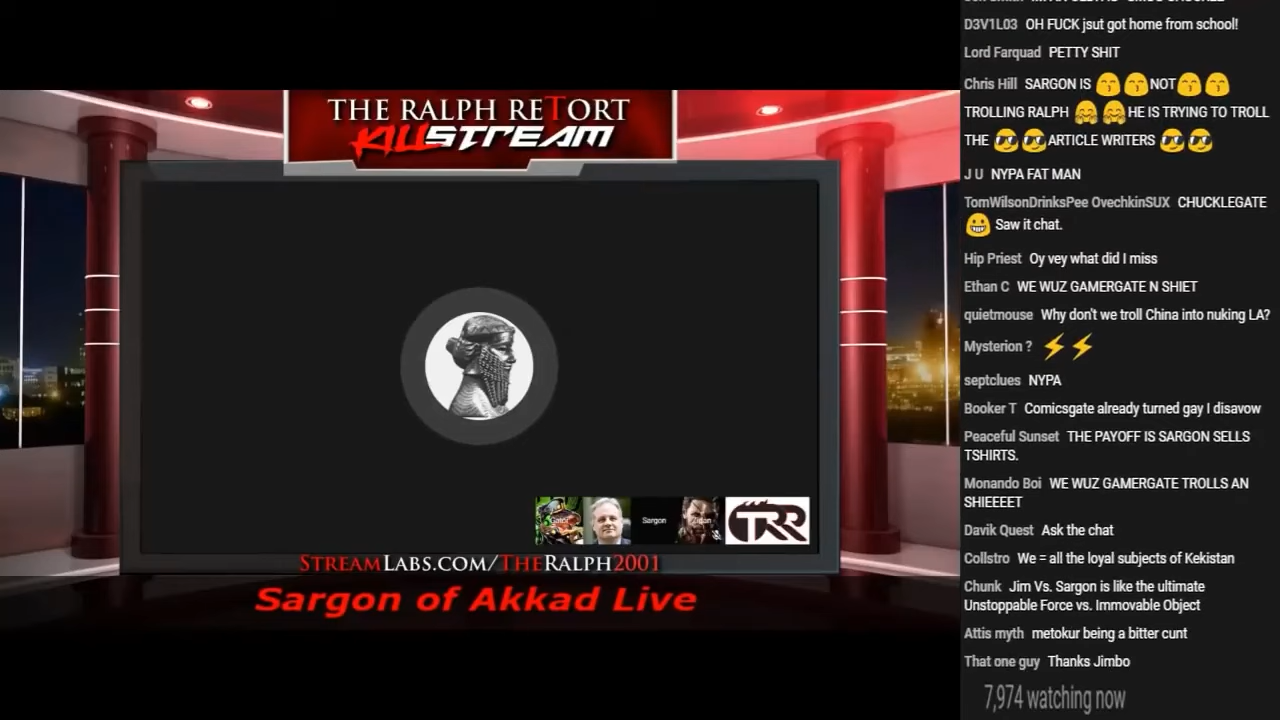 THE RALPH RETORT
KILLSTREAM
Gator
Sargon
TRR
STREAMLABS.COM/THERALPH2001
Sargon of Akkad Live
D3V1L03 OH FUCK jsut got home from school!
Lord Farquad PETTY SHIT
Chris Hill SARGON IS 😙😙NOT😙😙
TROLLING RALPH 🤗🤗HE IS TRYING TO TROLL
THE 😎😎ARTICLE WRITERS 😎😎
J U NYPA FAT MAN
TomWilsonDrinksPee OvechkinSUX CHUCKLEGATE
😀 Saw it chat.
Hip Priest Oy vey what did I miss
Ethan C WE WUZ GAMERGATE N SHIET
quietmouse Why don't we troll China into nuking LA?
Mysterion ? ⚡⚡
septclues NYPA
Booker T Comicsgate already turned gay I disavow
Peaceful Sunset THE PAYOFF IS SARGON SELLS
TSHIRTS.
Monando Boi WE WUZ GAMERGATE TROLLS AN
SHIEEEET
Davik Quest Ask the chat
Collstro We = all the loyal subjects of Kekistan
Chunk Jim Vs. Sargon is like the ultimate
Unstoppable Force vs. Immovable Object
Attis myth metokur being a bitter cunt
That one guy Thanks Jimbo
7,974 watching now